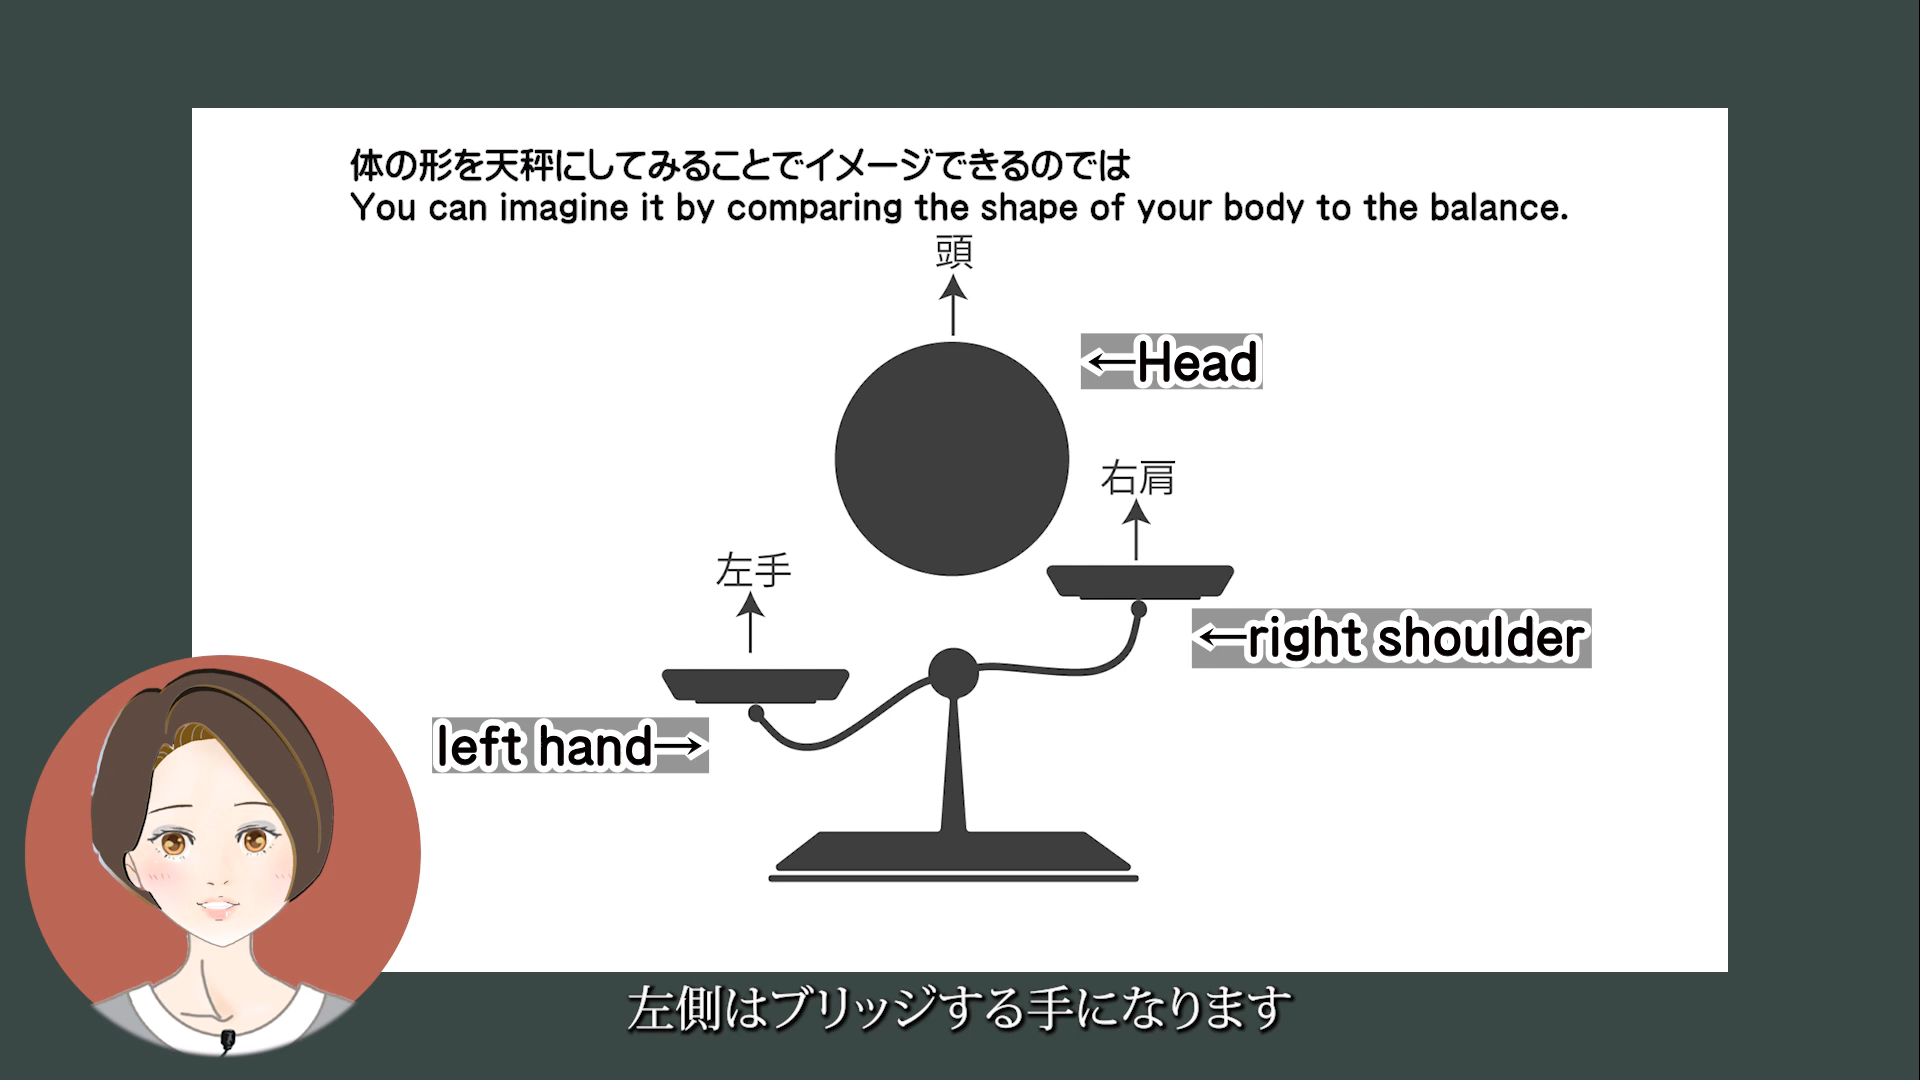 体の形を天秤にしてみることでイメージできるのでは
You can imagine it by comparing the shape of your body to the balance.
頭
←Head
右肩
左手
←right shoulder
left hand→
左側はブリッジする手になります